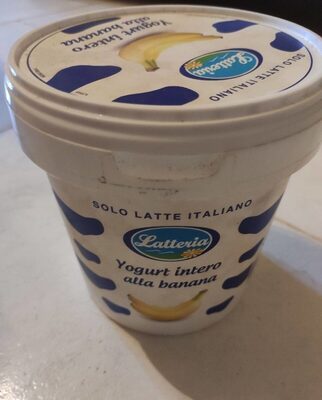 Yogurt intero
alla banana
Latteria
SOLO LATTE ITALIANO
SOLO LATTE ITALIANO
Latteria
Yogurt intero
alla banana